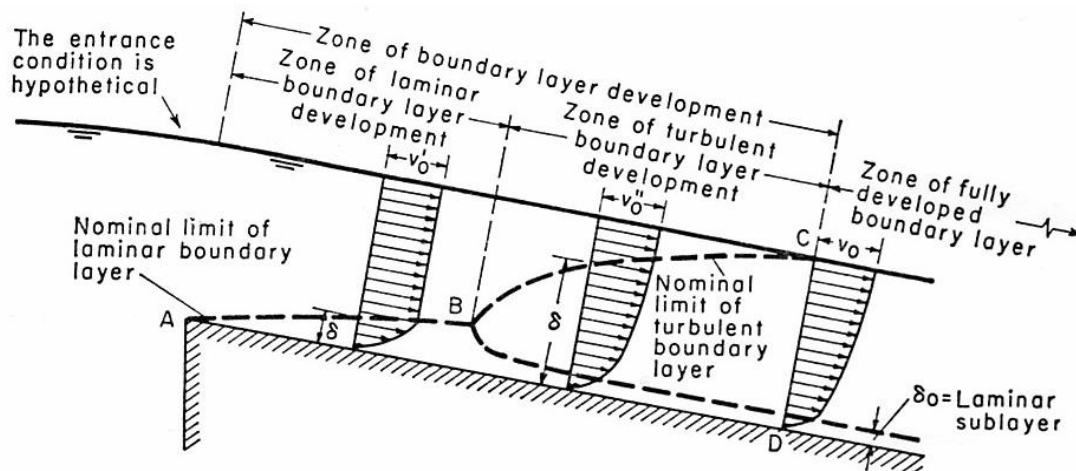 The entrance
condition is
hypothetical
Zone of boundary layer development
Zone of laminar
boundary layer
development
v'₀
Zone of turbulent
boundary layer
development
v''₀
Zone of fully
developed
boundary layer
C
v₀
Nominal limit of
laminar boundary
layer
A
δ
B
δ
Nominal
limit of
turbulent
boundary
layer
D
δ₀=Laminar
sublayer